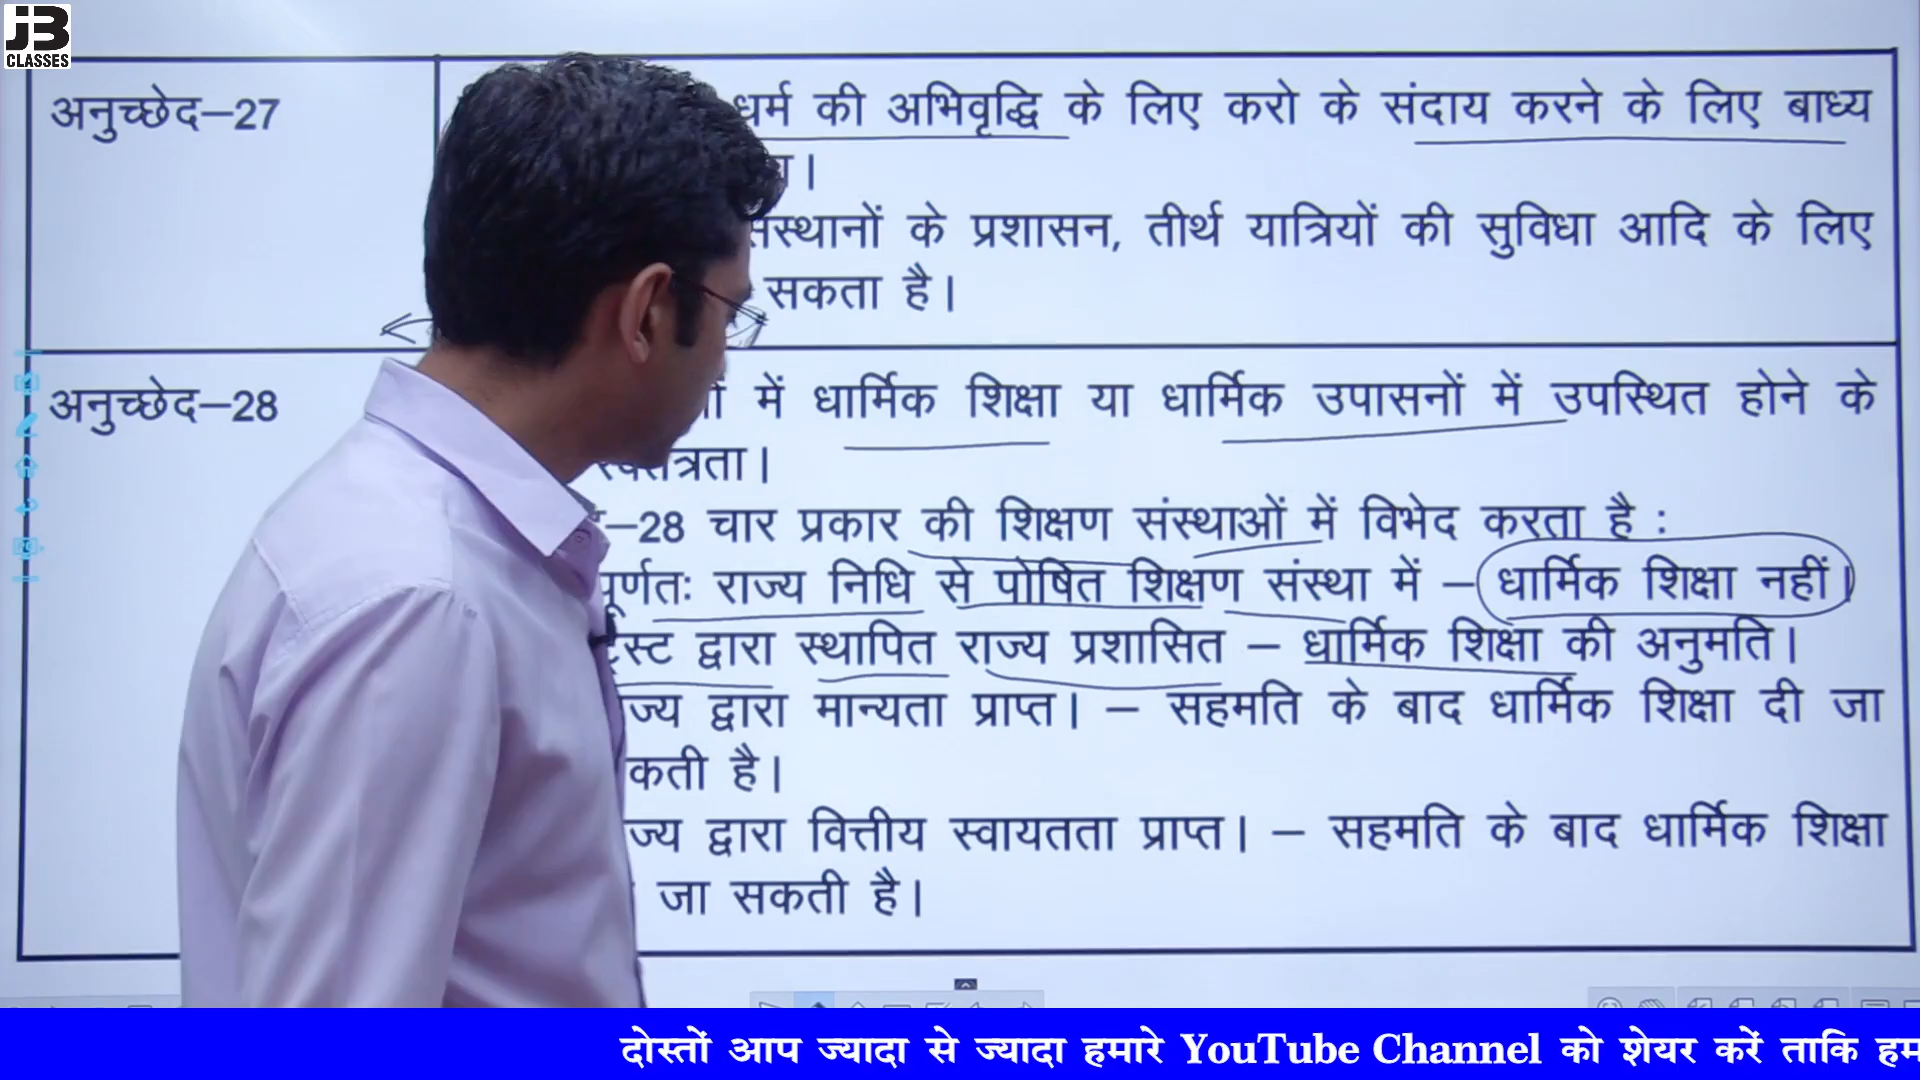 JB
CLASSES
अनुच्छेद–27
धर्म की अभिवृद्धि के लिए करो के संदाय करने के लिए बाध्य
संस्थानों के प्रशासन, तीर्थ यात्रियों की सुविधा आदि के लिए
सकता है।
अनुच्छेद–28
में धार्मिक शिक्षा या धार्मिक उपासनों में उपस्थित होने के
स्वतंत्रता।
–28 चार प्रकार की शिक्षण संस्थाओं में विभेद करता है :
पूर्णतः राज्य निधि से पोषित शिक्षण संस्था में – धार्मिक शिक्षा नहीं।
द्वारा स्थापित राज्य प्रशासित – धार्मिक शिक्षा की अनुमति।
द्वारा मान्यता प्राप्त। – सहमति के बाद धार्मिक शिक्षा दी जा
है।
द्वारा वित्तीय स्वायतता प्राप्त। – सहमति के बाद धार्मिक शिक्षा
जा सकती है।
दोस्तों आप ज्यादा से ज्यादा हमारे YouTube Channel को शेयर करें ताकि हम